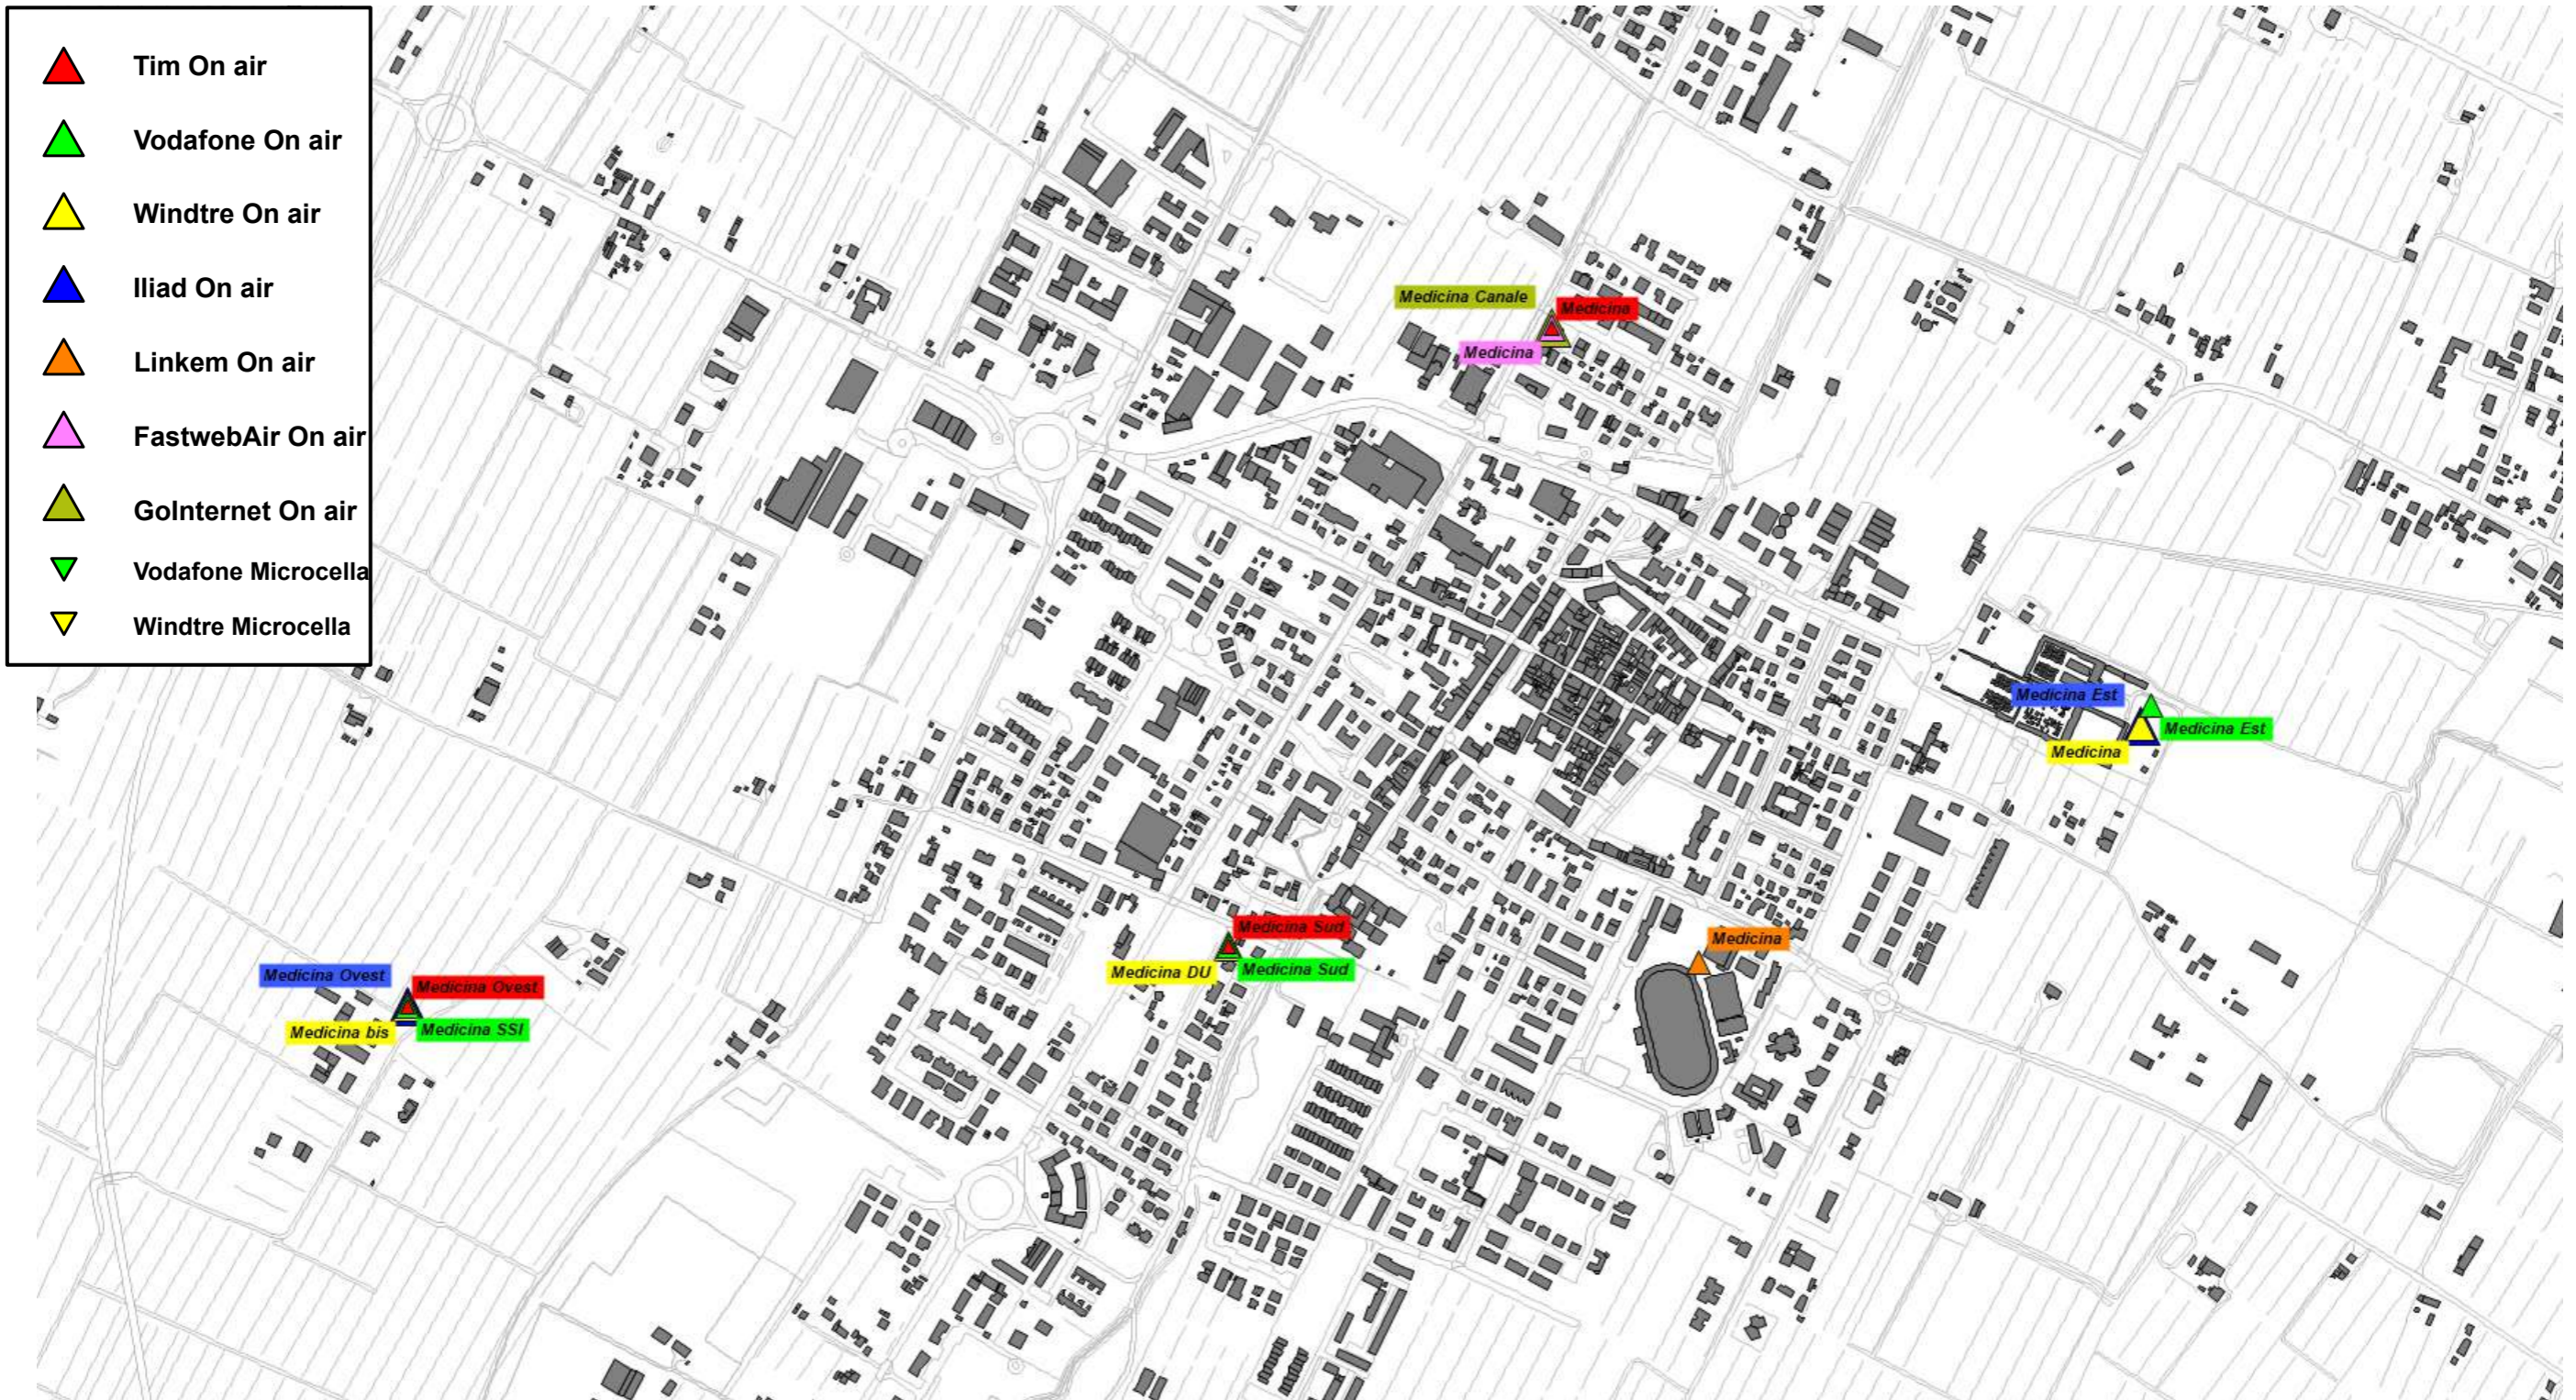 Tim On air
Vodafone On air
Windtre On air
Iliad On air
Linkem On air
FastwebAir On air
GoInternet On air
Vodafone Microcella
Windtre Microcella
Medicina Canale
Medicina
Medicina
Medicina Est
Medicina Est
Medicina
Medicina Sud
Medicina DU
Medicina Sud
Medicina
Medicina Ovest
Medicina Ovest
Medicina bis
Medicina SSI